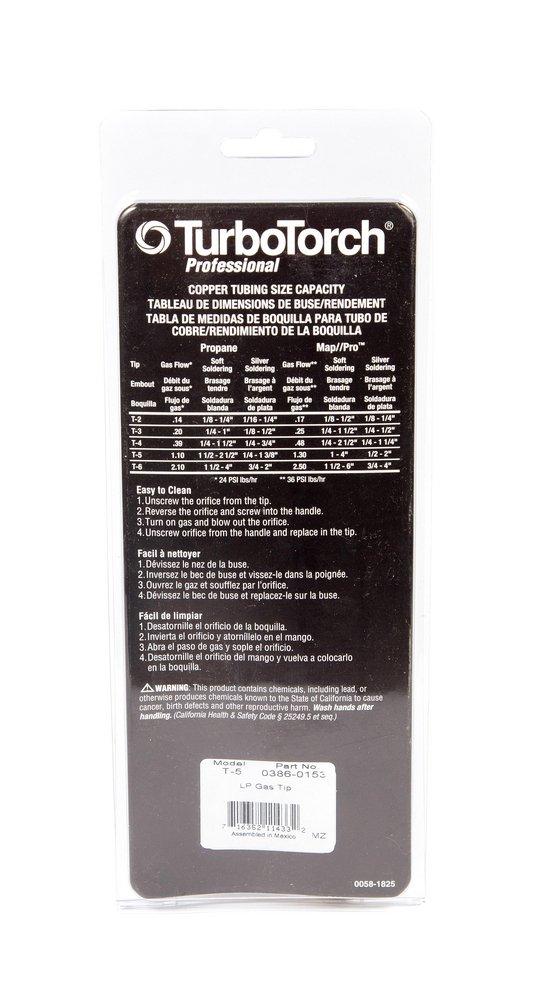 TurboTorch®
Professional
COPPER TUBING SIZE CAPACITY
TABLEAU DE DIMENSIONS DE BUSE/RENDEMENT
TABLA DE MEDIDAS DE BOQUILLA PARA TUBO DE
COBRE/RENDIMIENTO DE LA BOQUILLA
Propane Map//Pro™
Tip Gas Flow* Soft Soldering Silver Soldering Gas Flow** Soft Soldering Silver Soldering
Embout Débit du gaz sous* Brasage tendre Brasage à l'argent Débit du gaz sous** Brasage tendre Brasage à l'argent
Boquilla Flujo de gas* Soldadura blanda Soldadura de plata Flujo de gas** Soldadura blanda Soldadura de plata
T-2 .14 1/8 - 1/4" 1/16 - 1/4" .17 1/8 - 1/2" 1/8 - 1/4"
T-3 .20 1/4 - 1" 1/8 - 1/2" .25 1/4 - 1 1/2" 1/8 - 1/2"
T-4 .39 1/4 - 1 1/2" 1/4 - 3/4" .48 1/4 - 2 1/2" 1/4 - 1 1/4"
T-5 1.10 1 1/2 - 2 1/2" 1/4 - 1 3/8" 1.30 1 - 4" 1/2 - 2"
T-6 2.10 1 1/2 - 4" 3/4 - 2" 2.50 1 1/2 - 6" 3/4 - 4"
* 24 PSI lbs/hr ** 36 PSI lbs/hr
Easy to Clean
1.Unscrew the orifice from the tip.
2.Reverse the orifice and screw into the handle.
3.Turn on gas and blow out the orifice.
4.Unscrew orifice from the handle and replace in the tip.
Facil à nettoyer
1.Dévissez le nez de la buse.
2.Inversez le bec de buse et vissez-le dans la poignée.
3.Ouvrez le gaz et soufflez par l'orifice.
4.Dévissez le bec de buse et replacez-le sur la buse.
Fácil de limpiar
1.Desatornille el orificio de la boquilla.
2.Invierta el orificio y atorníllelo en el mango.
3.Abra el paso de gas y sople el orificio.
4.Desatornille el orificio del mango y vuelva a colocarlo
en la boquilla.
⚠WARNING: This product contains chemicals, including lead, or
otherwise produces chemicals known to the State of California to cause
cancer, birth defects and other reproductive harm. Wash hands after
handling. (California Health & Safety Code § 25249.5 et seq.)
Model Part No.
T-5 0386-0153
LP Gas Tip
7 16352 11433 2
Assembled in Mexico MZ
0058-1825